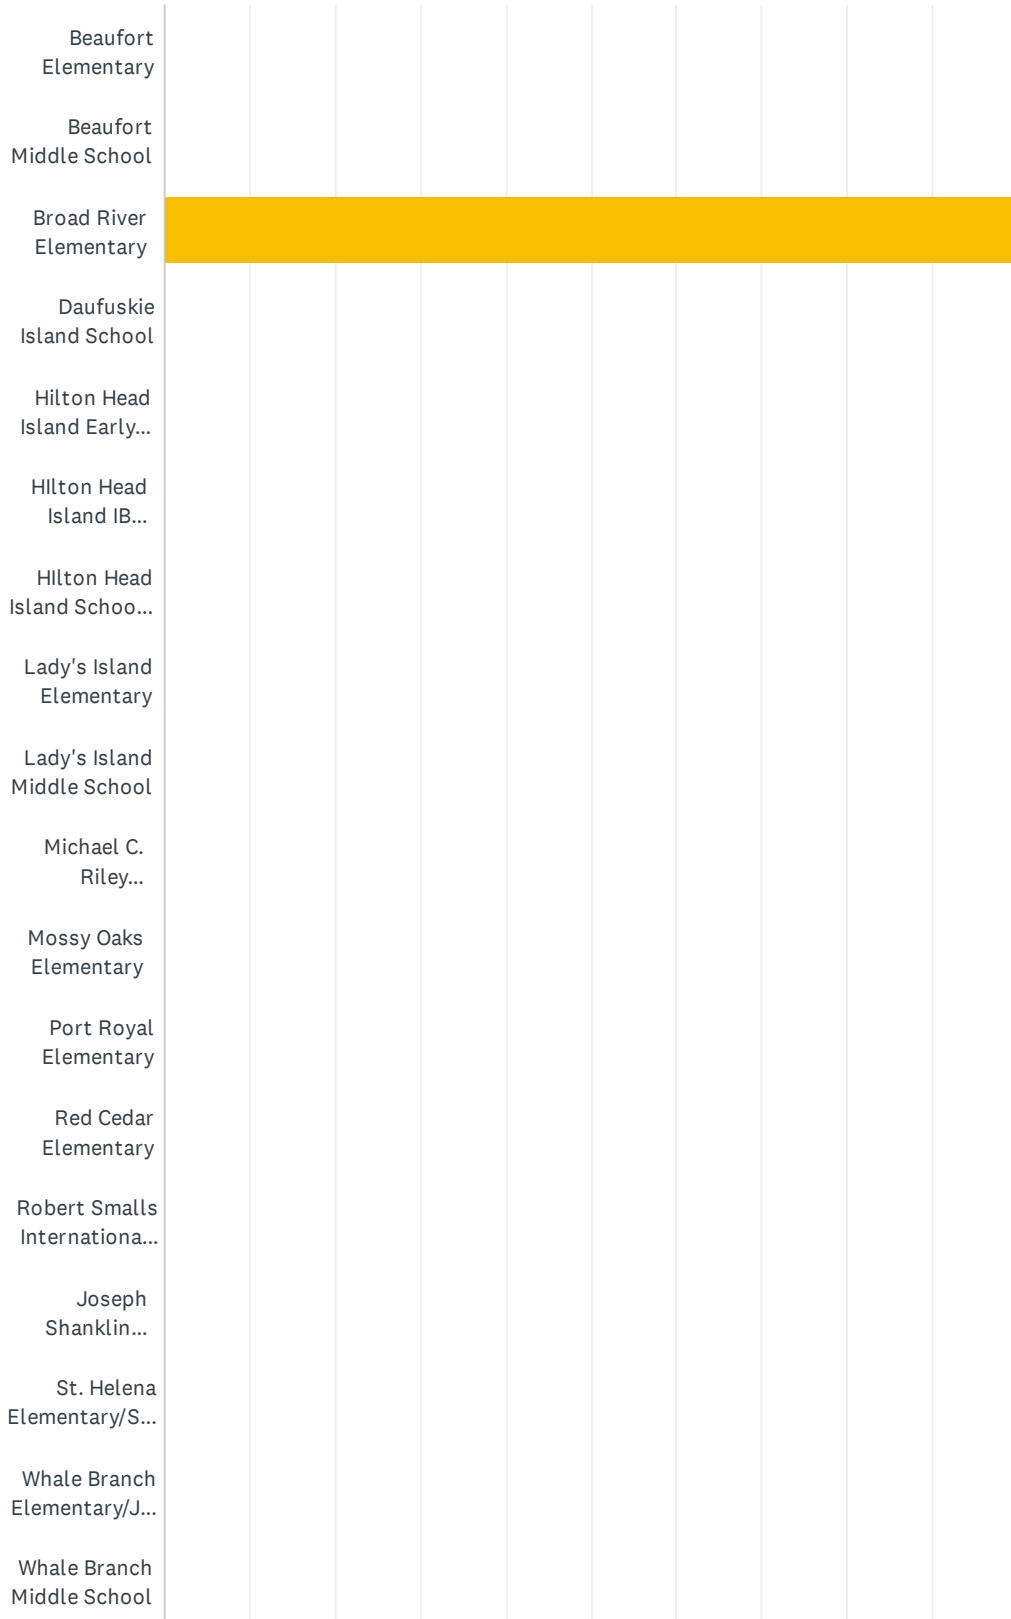 Beaufort
Elementary
Beaufort
Middle School
Broad River
Elementary
Daufuskie
Island School
Hilton Head
Island Early...
HIlton Head
Island IB...
HIlton Head
Island Schoo...
Lady's Island
Elementary
Lady's Island
Middle School
Michael C.
Riley...
Mossy Oaks
Elementary
Port Royal
Elementary
Red Cedar
Elementary
Robert Smalls
Internationa...
Joseph
Shanklin...
St. Helena
Elementary/S...
Whale Branch
Elementary/J...
Whale Branch
Middle School